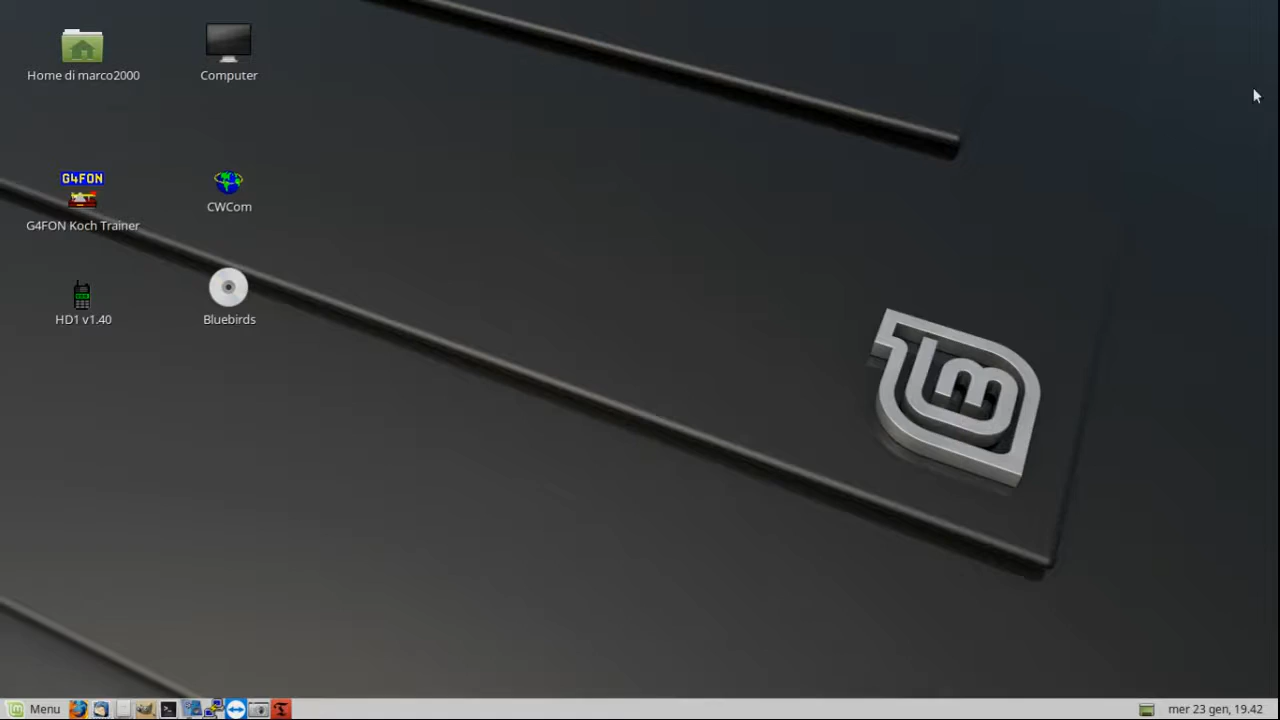 Home di marco2000
Computer
G4FON
G4FON Koch Trainer
CWCom
HD1 v1.40
Bluebirds
Menu
mer 23 gen, 19.42